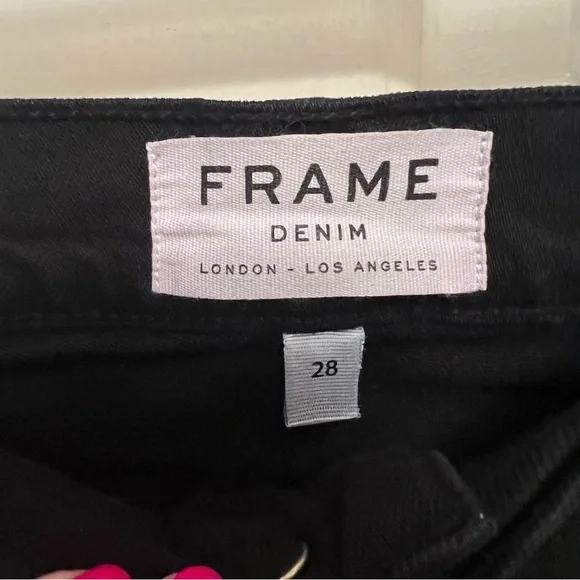 FRAME
DENIM
LONDON - LOS ANGELES
28